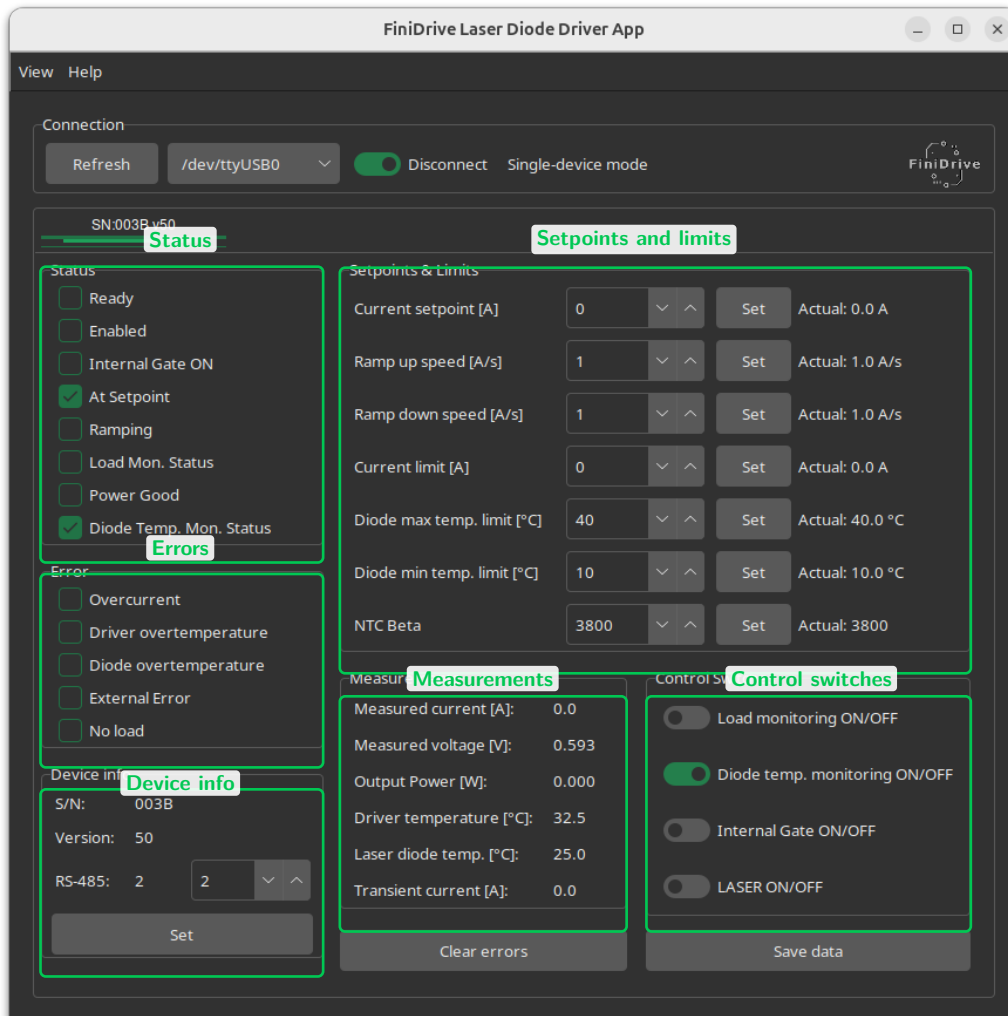 FiniDrive Laser Diode Driver App
View Help
Connection
Refresh /dev/ttyUSB0 Disconnect Single-device mode FiniDrive
SN:003B v50
Status
Status
Ready
Enabled
Internal Gate ON
At Setpoint
Ramping
Load Mon. Status
Power Good
Diode Temp. Mon. Status
Errors
Error
Overcurrent
Driver overtemperature
Diode overtemperature
External Error
No load
Device info
Device info
S/N: 003B
Version: 50
RS-485: 2 2
Set
Setpoints and limits
Setpoints & Limits
Current setpoint [A] 0 Set Actual: 0.0 A
Ramp up speed [A/s] 1 Set Actual: 1.0 A/s
Ramp down speed [A/s] 1 Set Actual: 1.0 A/s
Current limit [A] 0 Set Actual: 0.0 A
Diode max temp. limit [°C] 40 Set Actual: 40.0 °C
Diode min temp. limit [°C] 10 Set Actual: 10.0 °C
NTC Beta 3800 Set Actual: 3800
Measurements
Measured current [A]: 0.0
Measured voltage [V]: 0.593
Output Power [W]: 0.000
Driver temperature [°C]: 32.5
Laser diode temp. [°C]: 25.0
Transient current [A]: 0.0
Clear errors
Control switches
Control
Load monitoring ON/OFF
Diode temp. monitoring ON/OFF
Internal Gate ON/OFF
LASER ON/OFF
Save data